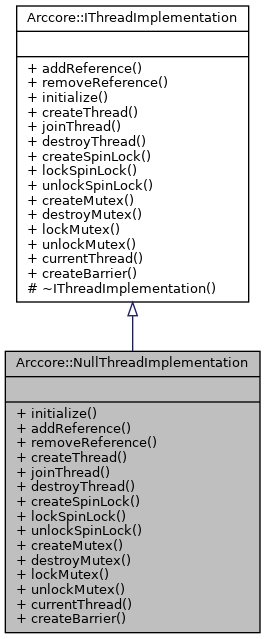 Arccore::IThreadImplementation
+ addReference()
+ removeReference()
+ initialize()
+ createThread()
+ joinThread()
+ destroyThread()
+ createSpinLock()
+ lockSpinLock()
+ unlockSpinLock()
+ createMutex()
+ destroyMutex()
+ lockMutex()
+ unlockMutex()
+ currentThread()
+ createBarrier()
# ~IThreadImplementation()
Arccore::NullThreadImplementation
+ initialize()
+ addReference()
+ removeReference()
+ createThread()
+ joinThread()
+ destroyThread()
+ createSpinLock()
+ lockSpinLock()
+ unlockSpinLock()
+ createMutex()
+ destroyMutex()
+ lockMutex()
+ unlockMutex()
+ currentThread()
+ createBarrier()